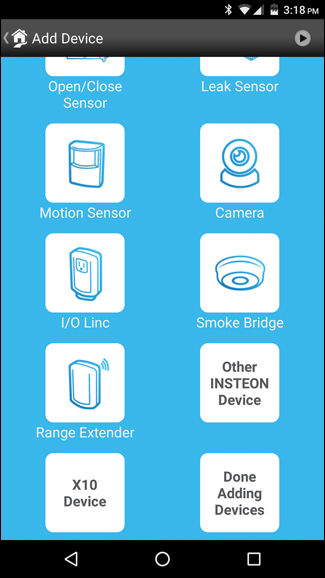 3:18 PM
Add Device
Open/Close
Sensor
Leak Sensor
Motion Sensor
Camera
I/O Linc
Smoke Bridge
Range Extender
Other
INSTEON
Device
X10
Device
Done
Adding
Devices